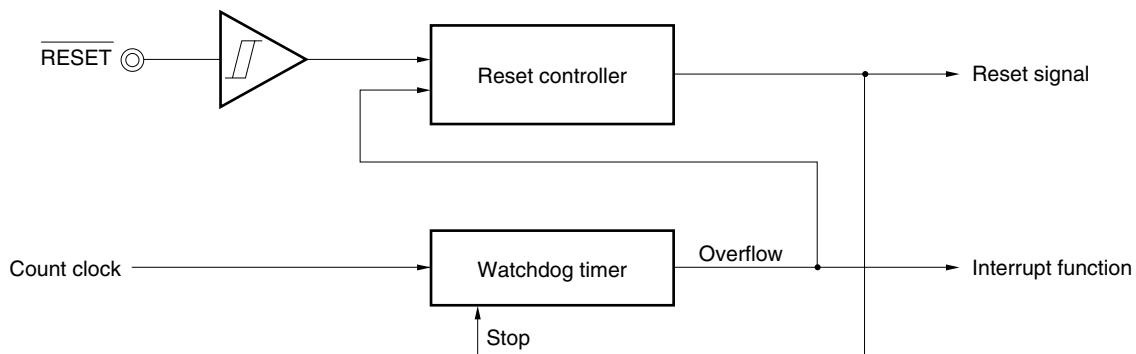 RESET
Reset controller
Reset signal
Count clock
Watchdog timer
Overflow
Interrupt function
Stop